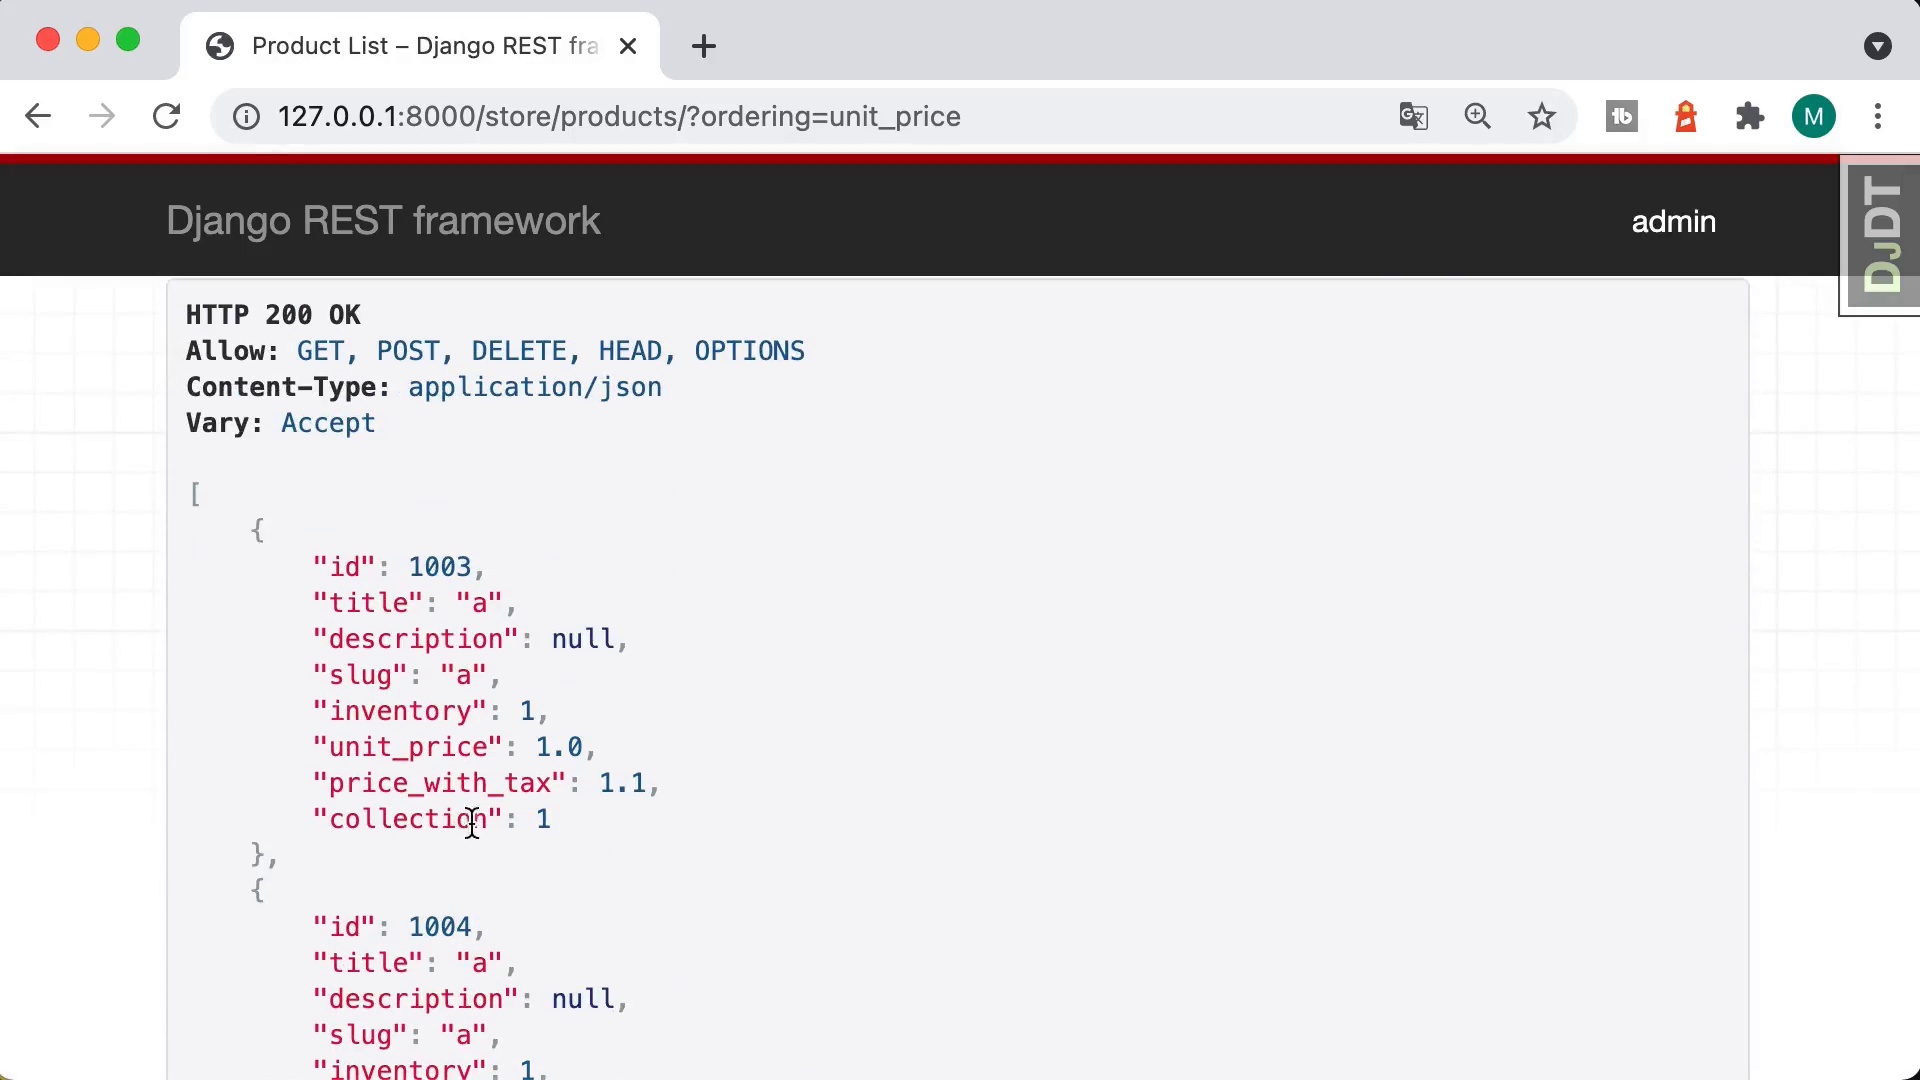 Product List – Django REST fra
127.0.0.1:8000/store/products/?ordering=unit_price
M
Django REST framework
admin
DJDT
HTTP 200 OK
Allow: GET, POST, DELETE, HEAD, OPTIONS
Content-Type: application/json
Vary: Accept
[
{
"id": 1003,
"title": "a",
"description": null,
"slug": "a",
"inventory": 1,
"unit_price": 1.0,
"price_with_tax": 1.1,
"collection": 1
},
{
"id": 1004,
"title": "a",
"description": null,
"slug": "a",
"inventory": 1,